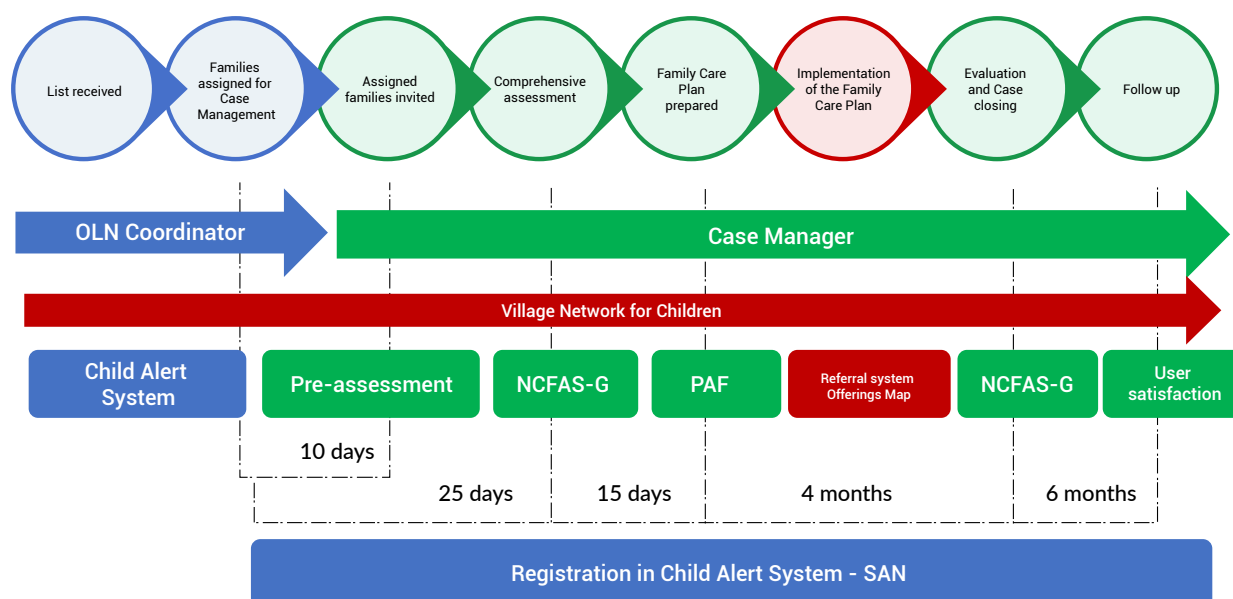 List received
Families
assigned for
Case
Management
Assigned
families invited
Comprehensive
assessment
Family Care
Plan
prepared
Implementation
of the Family
Care Plan
Evaluation
and Case
closing
Follow up
OLN Coordinator
Case Manager
Village Network for Children
Child Alert
System
Pre-assessment
NCFAS-G
PAF
Referral system
Offerings Map
NCFAS-G
User
satisfaction
10 days
25 days
15 days
4 months
6 months
Registration in Child Alert System - SAN